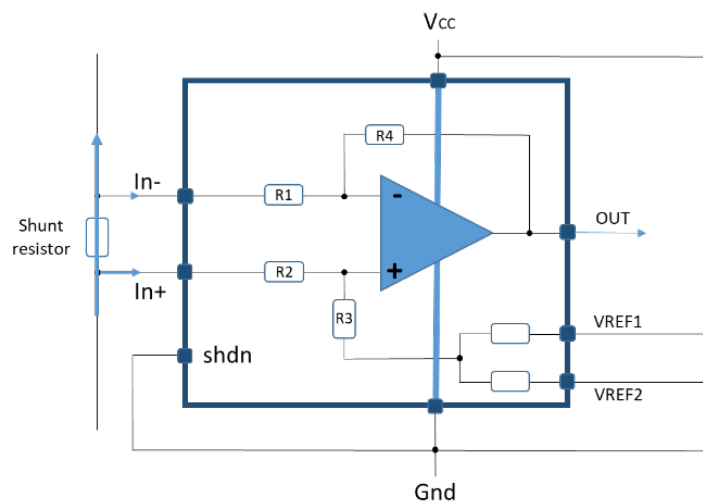 Vcc
R4
In-
R1
-
Shunt
resistor
OUT
R2
+
In+
R3
VREF1
shdn
VREF2
Gnd